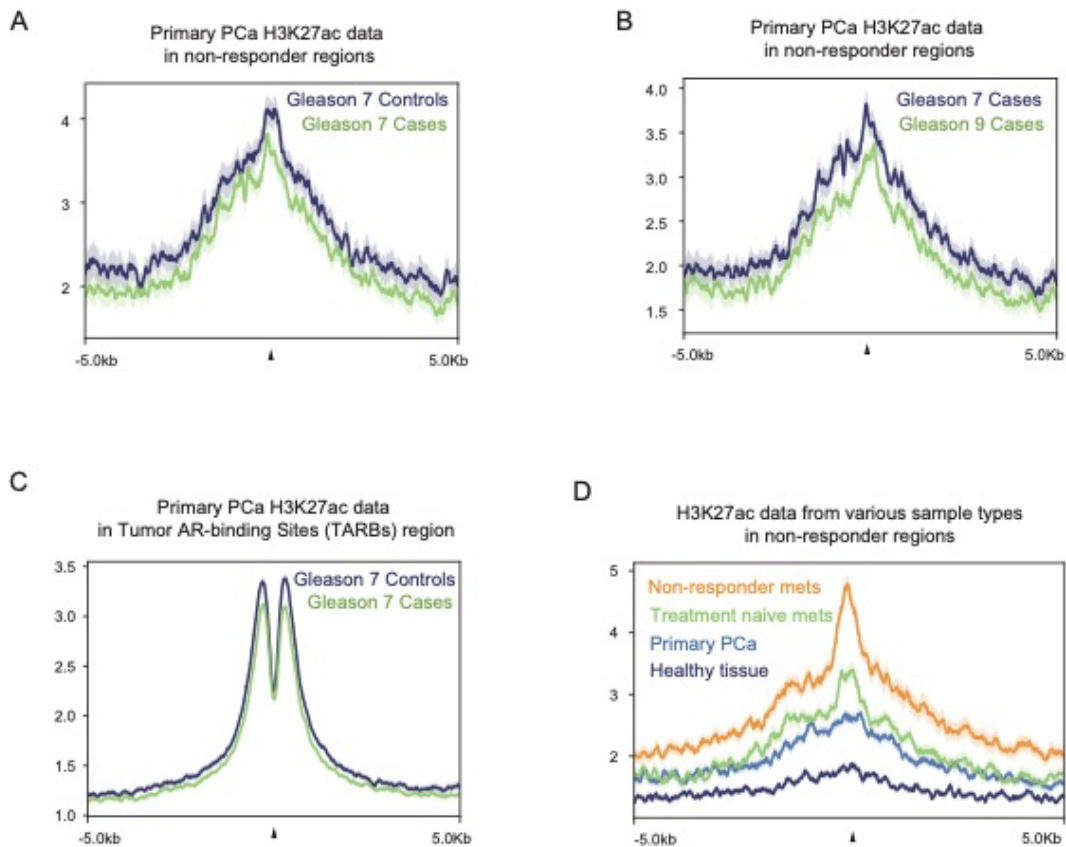 A
Primary PCa H3K27ac data
in non-responder regions
Gleason 7 Controls
Gleason 7 Cases
4
3
2
-5.0kb
5.0Kb
B
Primary PCa H3K27ac data
in non-responder regions
Gleason 7 Cases
Gleason 9 Cases
4.0
3.5
3.0
2.5
2.0
1.5
-5.0kb
5.0Kb
C
Primary PCa H3K27ac data
in Tumor AR-binding Sites (TARBs) region
Gleason 7 Controls
Gleason 7 Cases
3.5
3.0
2.5
2.0
1.5
1.0
-5.0kb
5.0Kb
D
H3K27ac data from various sample types
in non-responder regions
Non-responder mets
Treatment naive mets
Primary PCa
Healthy tissue
5
4
3
2
-5.0kb
5.0Kb